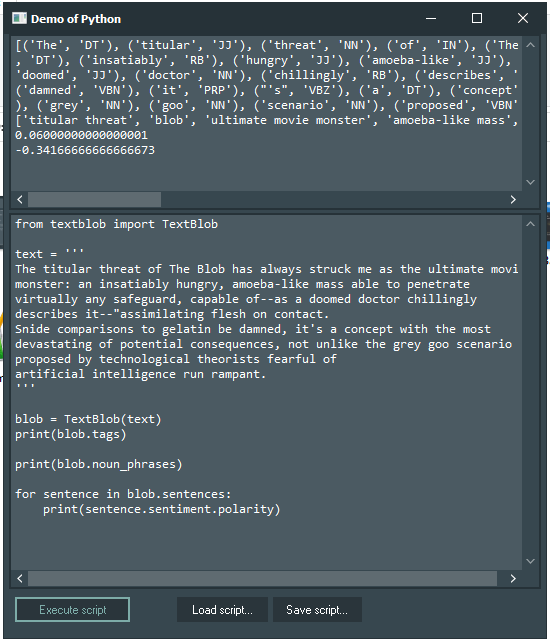 Demo of Python
[('The', 'DT'), ('titular', 'JJ'), ('threat', 'NN'), ('of', 'IN'), ('The
, 'DT'), ('insatiably', 'RB'), ('hungry', 'JJ'), ('amoeba-like', 'JJ'),
'doomed', 'JJ'), ('doctor', 'NN'), ('chillingly', 'RB'), ('describes', '
('damned', 'VBN'), ('it', 'PRP'), ("'s", 'VBZ'), ('a', 'DT'), ('concept'
), ('grey', 'NN'), ('goo', 'NN'), ('scenario', 'NN'), ('proposed', 'VBN'
['titular threat', 'blob', 'ultimate movie monster', 'amoeba-like mass',
0.06000000000000001
-0.34166666666666673
from textblob import TextBlob
text = '''
The titular threat of The Blob has always struck me as the ultimate movi
monster: an insatiably hungry, amoeba-like mass able to penetrate
virtually any safeguard, capable of--as a doomed doctor chillingly
describes it--"assimilating flesh on contact.
Snide comparisons to gelatin be damned, it's a concept with the most
devastating of potential consequences, not unlike the grey goo scenario
proposed by technological theorists fearful of
artificial intelligence run rampant.
'''
blob = TextBlob(text)
print(blob.tags)
print(blob.noun_phrases)
for sentence in blob.sentences:
    print(sentence.sentiment.polarity)
Execute script
Load script...
Save script...